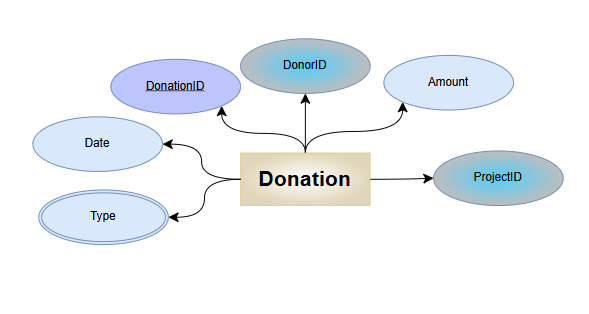 DonorID
DonationID
Amount
Date
Donation
ProjectID
Type